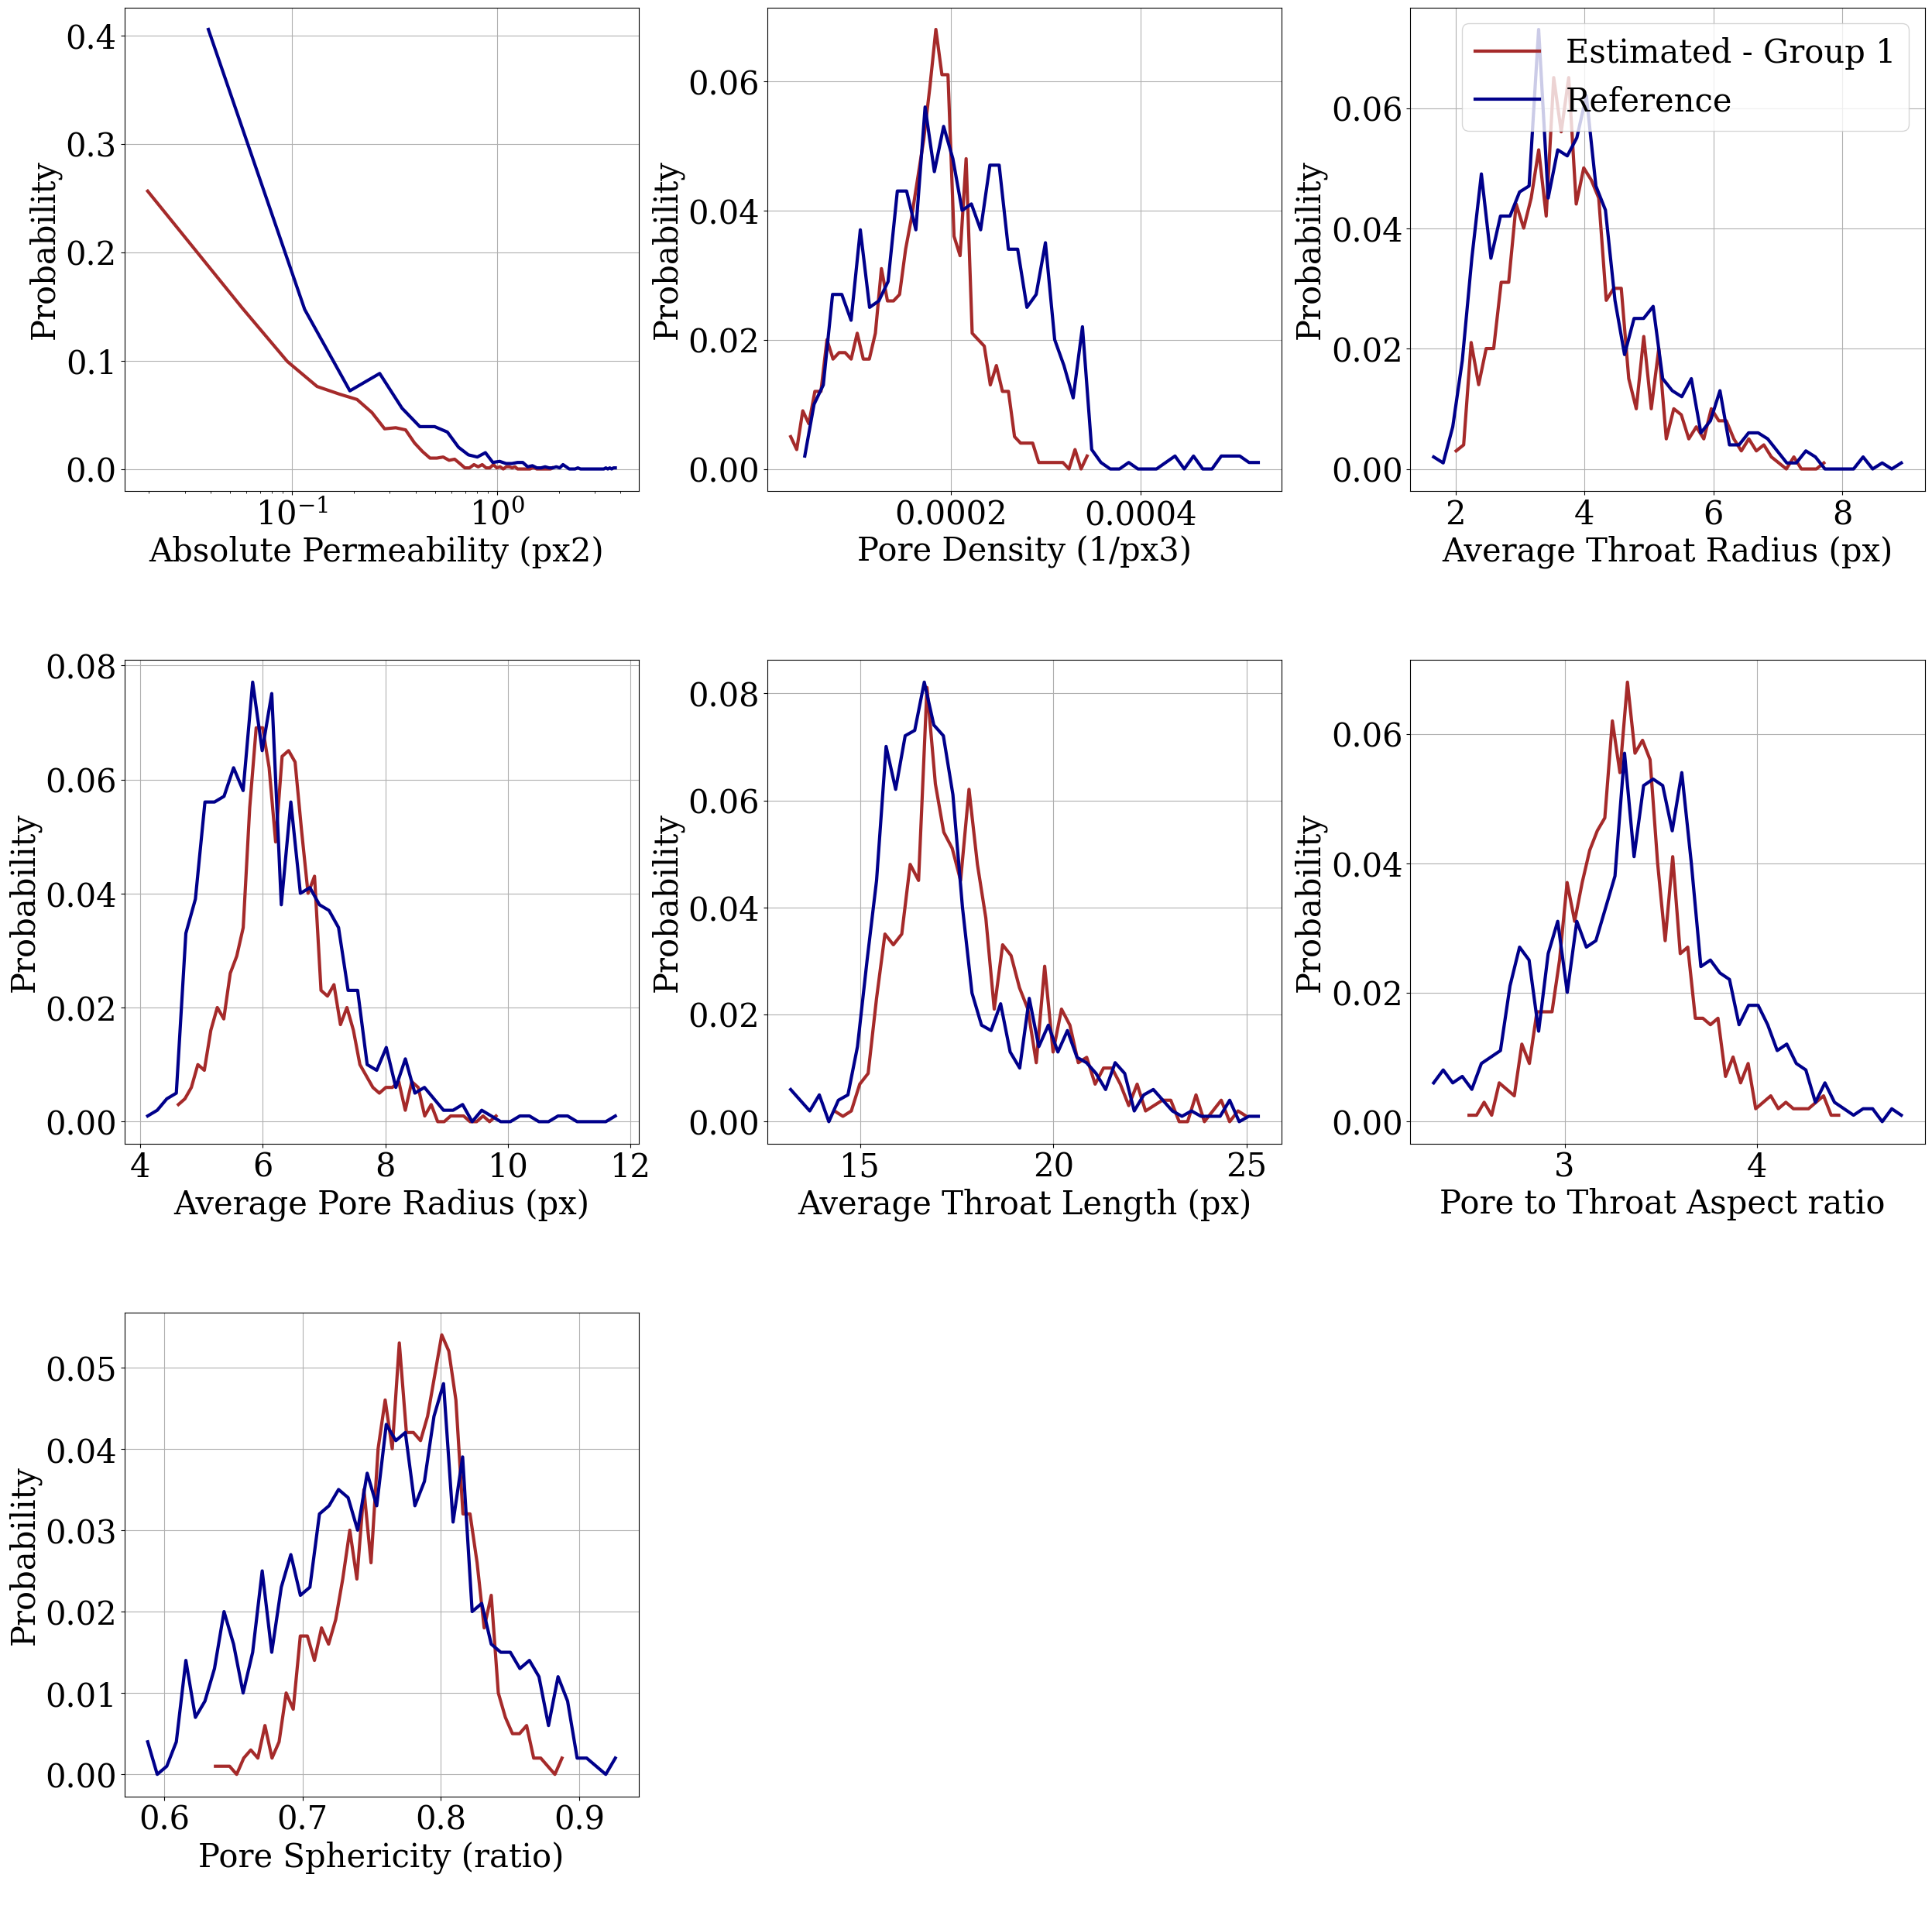 0.4
0.3
0.2
0.1
0.0
Probability
10⁻¹ 10⁰
Absolute Permeability (px2)
0.06
0.04
0.02
0.00
Probability
0.0002 0.0004
Pore Density (1/px3)
Estimated - Group 1
Reference
0.06
0.04
0.02
0.00
Probability
2 4 6 8
Average Throat Radius (px)
0.08
0.06
0.04
0.02
0.00
Probability
4 6 8 10 12
Average Pore Radius (px)
0.08
0.06
0.04
0.02
0.00
Probability
15 20 25
Average Throat Length (px)
0.06
0.04
0.02
0.00
Probability
3 4
Pore to Throat Aspect ratio
0.05
0.04
0.03
0.02
0.01
0.00
Probability
0.6 0.7 0.8 0.9
Pore Sphericity (ratio)